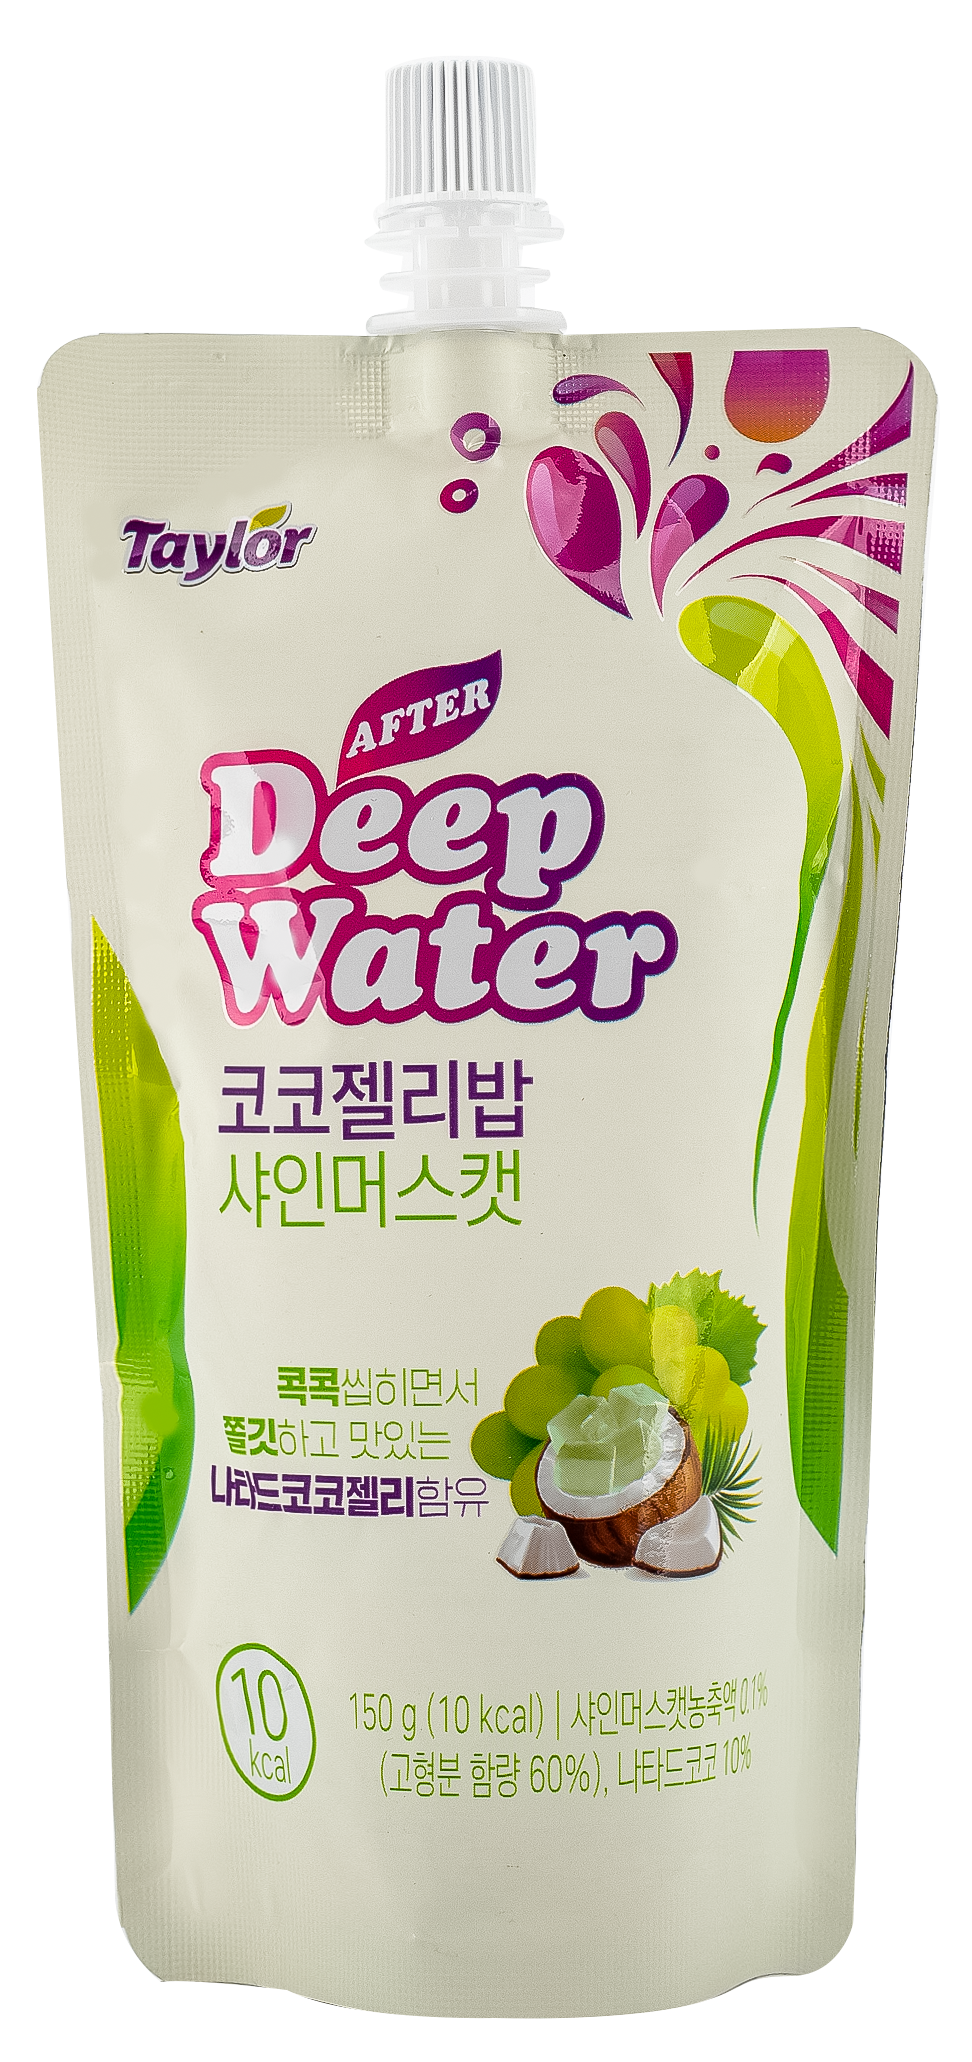 Taylor
AFTER
Deep
Water
코코젤리밥
샤인머스캣
콕콕씹히면서
쫄깃하고 맛있는
나타드코코젤리함유
10
kcal
150 g (10 kcal) | 샤인머스캣농축액 0.1%
(고형분 함량 60%), 나타드코코 10%